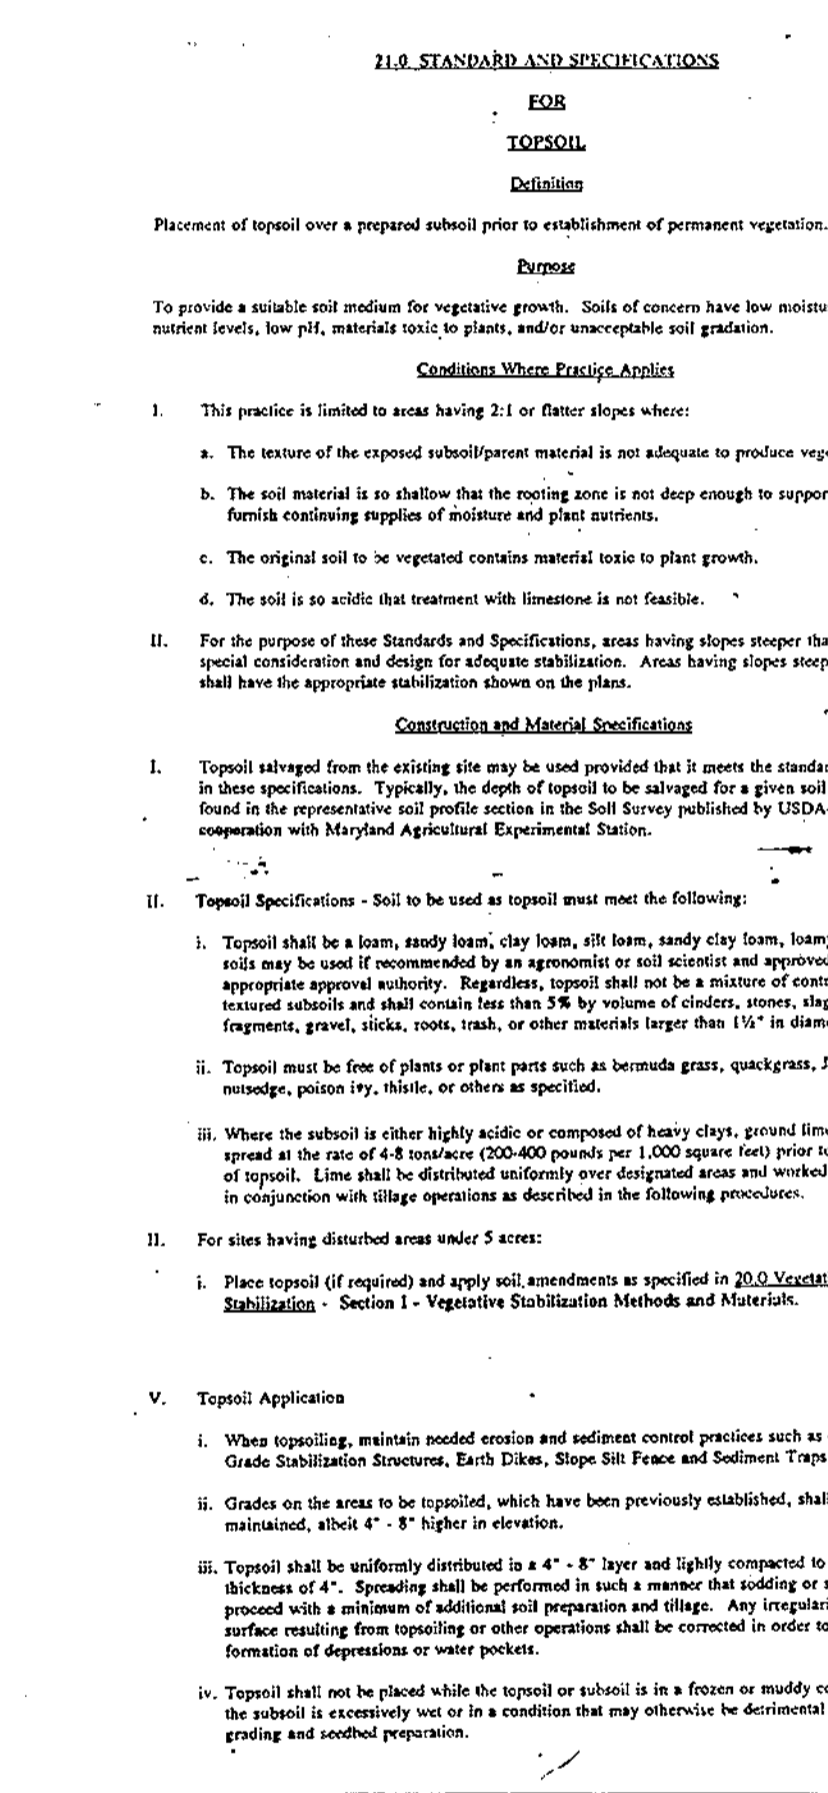 21.0 STANDARD AND SPECIFICATIONS
FOR
TOPSOIL
Definition
Placement of topsoil over a prepared subsoil prior to establishment of permanent vegetation.
Purpose
To provide a suitable soil medium for vegetative growth. Soils of concern have low moistu
nutrient levels, low pH, materials toxic to plants, and/or unacceptable soil gradation.
Conditions Where Practice Applies
I. This practice is limited to areas having 2:1 or flatter slopes where:
a. The texture of the exposed subsoil/parent material is not adequate to produce veg
b. The soil material is so shallow that the rooting zone is not deep enough to suppor
furnish continuing supplies of moisture and plant nutrients.
c. The original soil to be vegetated contains material toxic to plant growth.
d. The soil is so acidic that treatment with limestone is not feasible.
II. For the purpose of these Standards and Specifications, areas having slopes steeper tha
special consideration and design for adequate stabilization. Areas having slopes steep
shall have the appropriate stabilization shown on the plans.
Construction and Material Specifications
I. Topsoil salvaged from the existing site may be used provided that it meets the standar
in these specifications. Typically, the depth of topsoil to be salvaged for a given soil
found in the representative soil profile section in the Soil Survey published by USDA-
cooperation with Maryland Agricultural Experimental Station.
II. Topsoil Specifications - Soil to be used as topsoil must meet the following:
i. Topsoil shall be a loam, sandy loam, clay loam, silt loam, sandy clay loam, loamy
soils may be used if recommended by an agronomist or soil scientist and approved
appropriate approval authority. Regardless, topsoil shall not be a mixture of contr
textured subsoils and shall contain less than 5% by volume of cinders, stones, slag
fragments, gravel, sticks, roots, trash, or other materials larger than 1½" in diam
ii. Topsoil must be free of plants or plant parts such as bermuda grass, quackgrass, J
nutsedge, poison ivy, thistle, or others as specified.
iii. Where the subsoil is either highly acidic or composed of heavy clays, ground lime
spread at the rate of 4-8 tons/acre (200-400 pounds per 1,000 square feet) prior to
of topsoil. Lime shall be distributed uniformly over designated areas and worked
in conjunction with tillage operations as described in the following procedures.
II. For sites having disturbed areas under 5 acres:
i. Place topsoil (if required) and apply soil amendments as specified in 20.0 Vegetat
Stabilization - Section I - Vegetative Stabilization Methods and Materials.
V. Topsoil Application
i. When topsoiling, maintain needed erosion and sediment control practices such as
Grade Stabilization Structures, Earth Dikes, Slope Silt Fence and Sediment Traps
ii. Grades on the areas to be topsoiled, which have been previously established, shall
maintained, albeit 4" - 8" higher in elevation.
iii. Topsoil shall be uniformly distributed in a 4" - 8" layer and lightly compacted to
thickness of 4". Spreading shall be performed in such a manner that sodding or s
proceed with a minimum of additional soil preparation and tillage. Any irregulari
surface resulting from topsoiling or other operations shall be corrected in order to
formation of depressions or water pockets.
iv. Topsoil shall not be placed while the topsoil or subsoil is in a frozen or muddy co
the subsoil is excessively wet or in a condition that may otherwise be detrimental
grading and seedbed preparation.